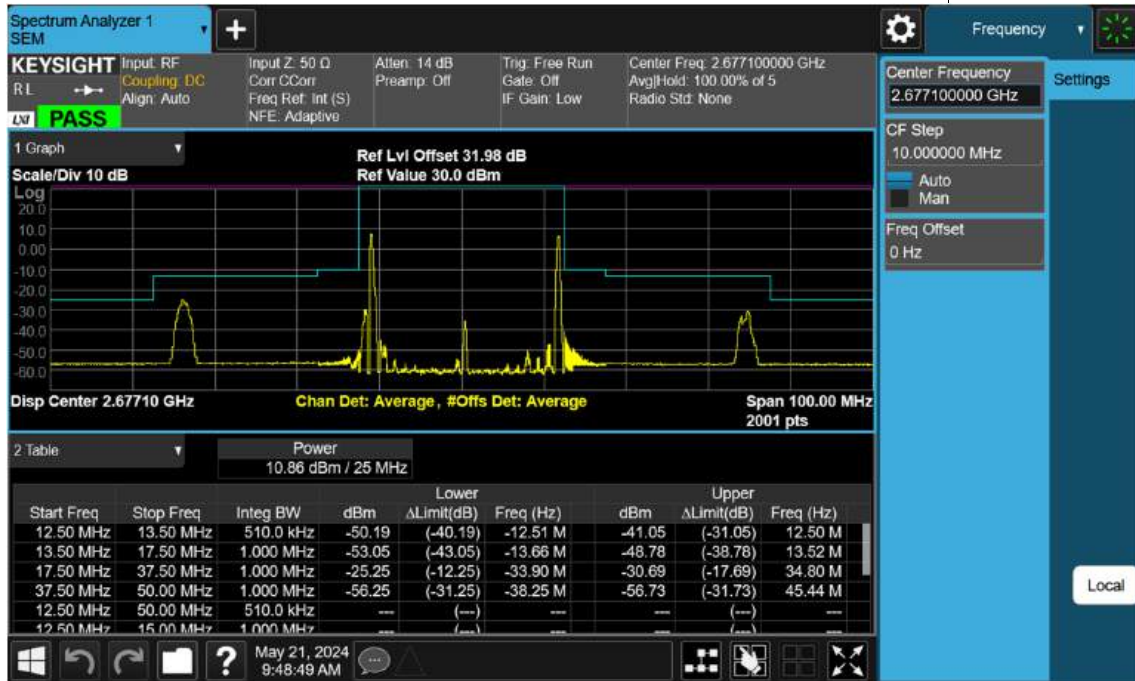 Spectrum Analyzer 1
SEM
Frequency
KEYSIGHT
R L
LXI
PASS
Input: RF
Coupling: DC
Align: Auto
Input Z: 50 Ω
Corr CCorr
Freq Ref: Int (S)
NFE: Adaptive
Atten: 14 dB
Preamp: Off
Trig: Free Run
Gate: Off
IF Gain: Low
Center Freq: 2.677100000 GHz
Avg|Hold: 100.00% of 5
Radio Std: None
Center Frequency
2.677100000 GHz
Settings
CF Step
10.000000 MHz
Auto
Man
Freq Offset
0 Hz
1 Graph
Scale/Div 10 dB
Ref Lvl Offset 31.98 dB
Ref Value 30.0 dBm
Log
20.0
10.0
0.00
-10.0
-20.0
-30.0
-40.0
-50.0
-60.0
Disp Center 2.67710 GHz
Chan Det: Average, #Offs Det: Average
Span 100.00 MHz
2001 pts
2 Table
Power
10.86 dBm / 25 MHz
Lower Upper
Start Freq Stop Freq Integ BW dBm ΔLimit(dB) Freq (Hz) dBm ΔLimit(dB) Freq (Hz)
12.50 MHz 13.50 MHz 510.0 kHz -50.19 (-40.19) -12.51 M -41.05 (-31.05) 12.50 M
13.50 MHz 17.50 MHz 1.000 MHz -53.05 (-43.05) -13.66 M -48.78 (-38.78) 13.52 M
17.50 MHz 37.50 MHz 1.000 MHz -25.25 (-12.25) -33.90 M -30.69 (-17.69) 34.80 M
37.50 MHz 50.00 MHz 1.000 MHz -56.25 (-31.25) -38.25 M -56.73 (-31.73) 45.44 M
12.50 MHz 50.00 MHz 510.0 kHz --- (---) --- --- (---) ---
12.50 MHz 15.00 MHz 1.000 MHz --- (---) --- --- (---) ---
Local
?
May 21, 2024
9:48:49 AM